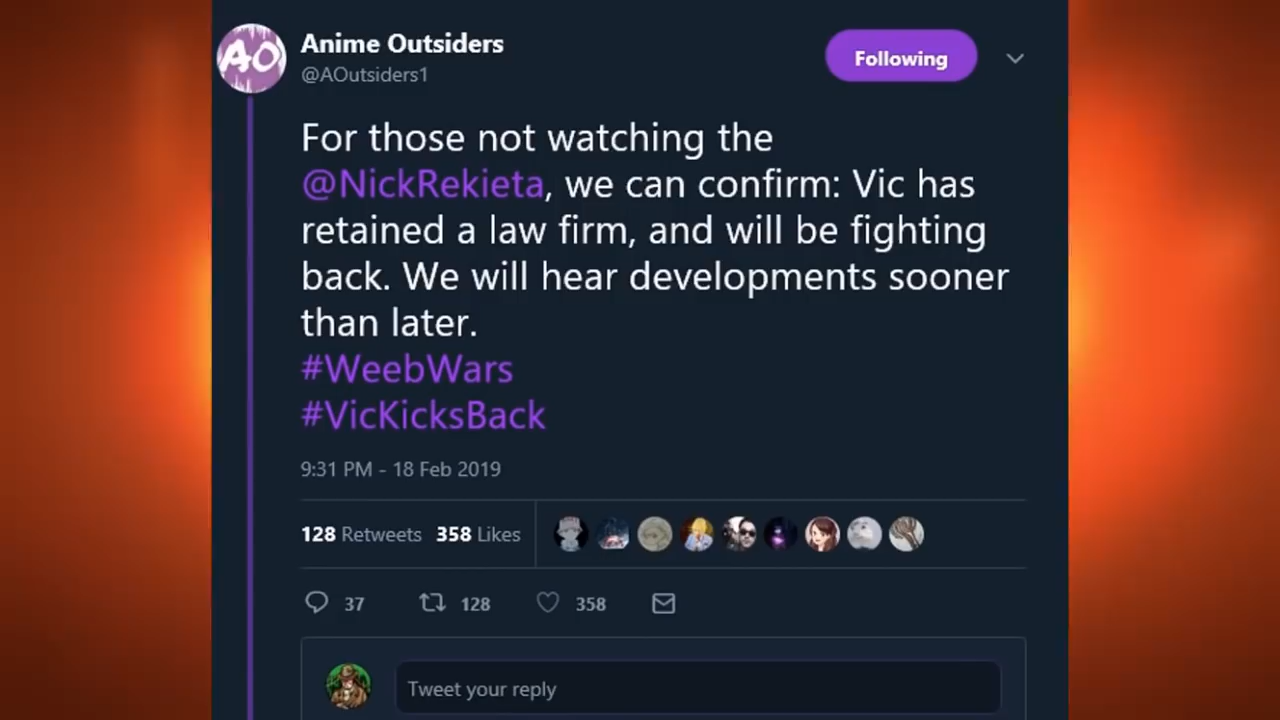 AO
Anime Outsiders
@AOutsiders1
Following
For those not watching the
@NickRekieta, we can confirm: Vic has
retained a law firm, and will be fighting
back. We will hear developments sooner
than later.
#WeebWars
#VicKicksBack
9:31 PM - 18 Feb 2019
128 Retweets 358 Likes
37 128 358
Tweet your reply